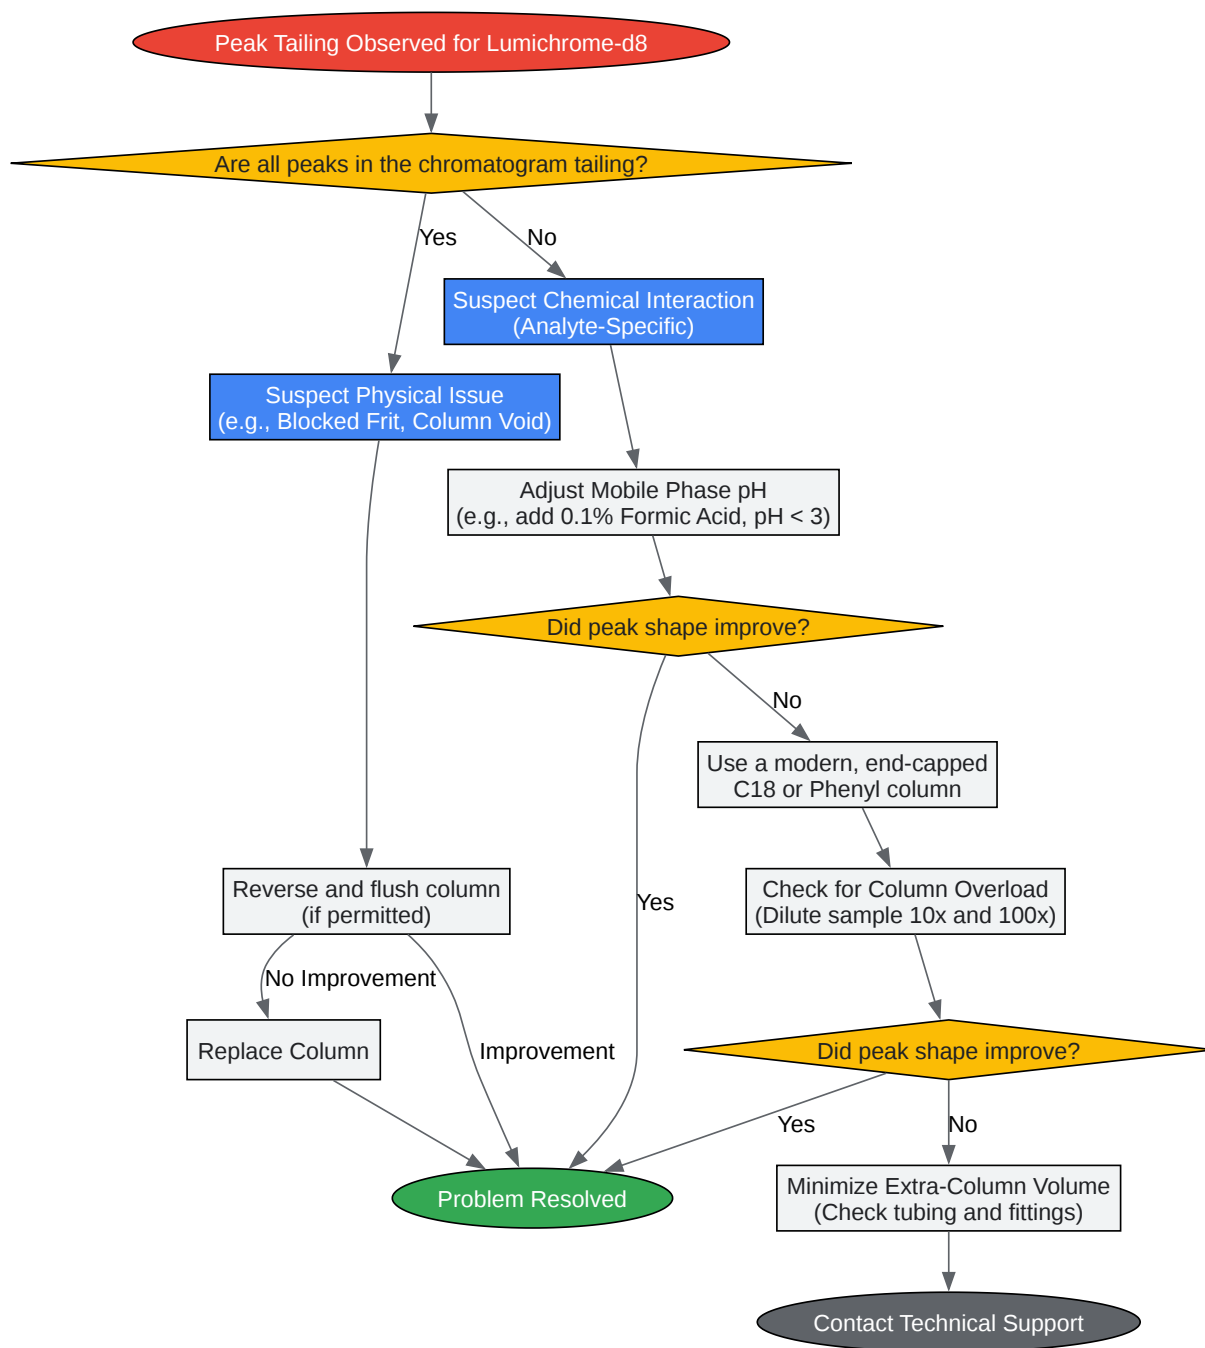 Peak Tailing Observed for Lumichrome-d8
Are all peaks in the chromatogram tailing?
Yes
No
Suspect Chemical Interaction
(Analyte-Specific)
Suspect Physical Issue
(e.g., Blocked Frit, Column Void)
Adjust Mobile Phase pH
(e.g., add 0.1% Formic Acid, pH < 3)
Did peak shape improve?
No
Use a modern, end-capped
C18 or Phenyl column
Reverse and flush column
(if permitted)
Yes
Check for Column Overload
(Dilute sample 10x and 100x)
No Improvement
Replace Column
Improvement
Did peak shape improve?
Yes
No
Problem Resolved
Minimize Extra-Column Volume
(Check tubing and fittings)
Contact Technical Support